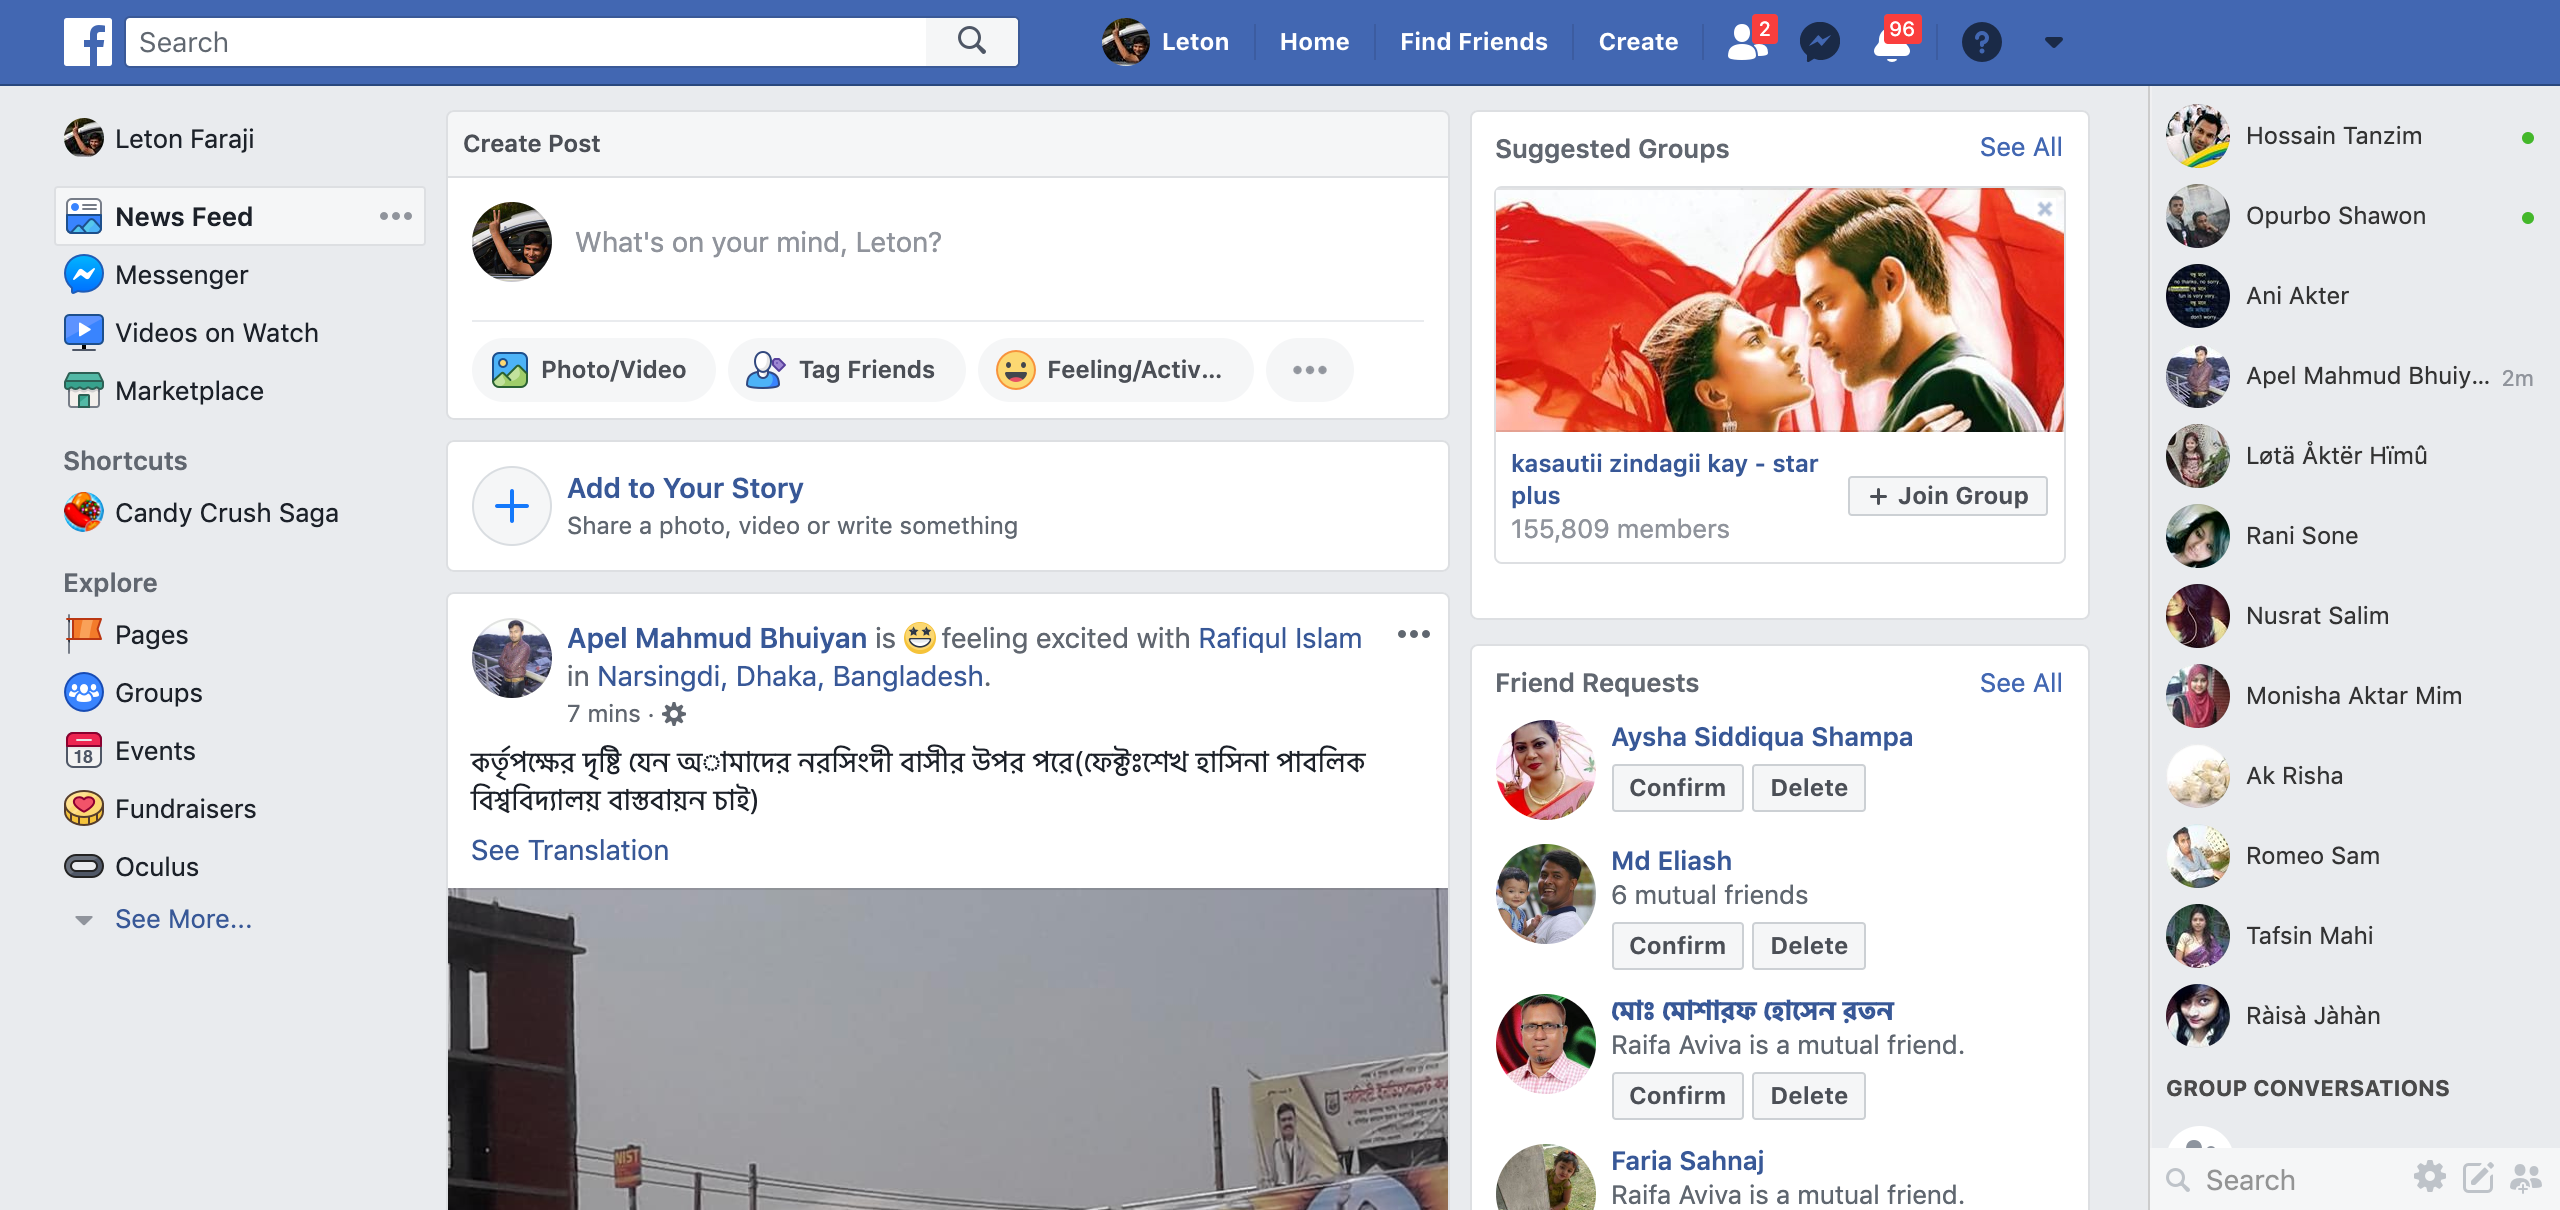 Search
Leton
Home
Find Friends
Create
2
96
Leton Faraji
News Feed
Messenger
Videos on Watch
Marketplace
Shortcuts
Candy Crush Saga
Explore
Pages
Groups
18
Events
Fundraisers
Oculus
See More...
Create Post
What's on your mind, Leton?
Photo/Video
Tag Friends
Feeling/Activ...
Add to Your Story
Share a photo, video or write something
Apel Mahmud Bhuiyan is feeling excited with Rafiqul Islam
in Narsingdi, Dhaka, Bangladesh.
7 mins ·
কর্তৃপক্ষের দৃষ্টি যেন অামাদের নরসিংদী বাসীর উপর পরে(ফেক্টঃশেখ হাসিনা পাবলিক
বিশ্ববিদ্যালয় বাস্তবায়ন চাই)
See Translation
NIST
Suggested Groups
See All
kasautii zindagii kay - star
plus
155,809 members
+ Join Group
Friend Requests
See All
Aysha Siddiqua Shampa
Confirm
Delete
Md Eliash
6 mutual friends
Confirm
Delete
মোঃ মোশারফ হোসেন রতন
Raifa Aviva is a mutual friend.
Confirm
Delete
Faria Sahnaj
Raifa Aviva is a mutual friend.
Hossain Tanzim
Opurbo Shawon
Ani Akter
Apel Mahmud Bhuiy... 2m
Løtä Åktër Hïmû
Rani Sone
Nusrat Salim
Monisha Aktar Mim
Ak Risha
Romeo Sam
Tafsin Mahi
Ràisà Jàhàn
GROUP CONVERSATIONS
Search